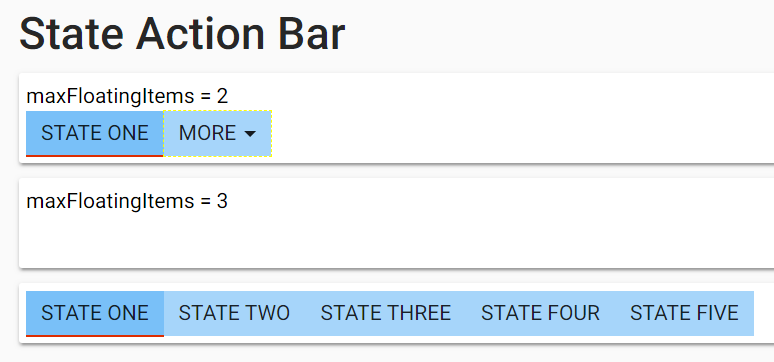 State Action Bar
maxFloatingItems = 2
STATE ONE MORE
maxFloatingItems = 3
STATE ONE STATE TWO STATE THREE STATE FOUR STATE FIVE